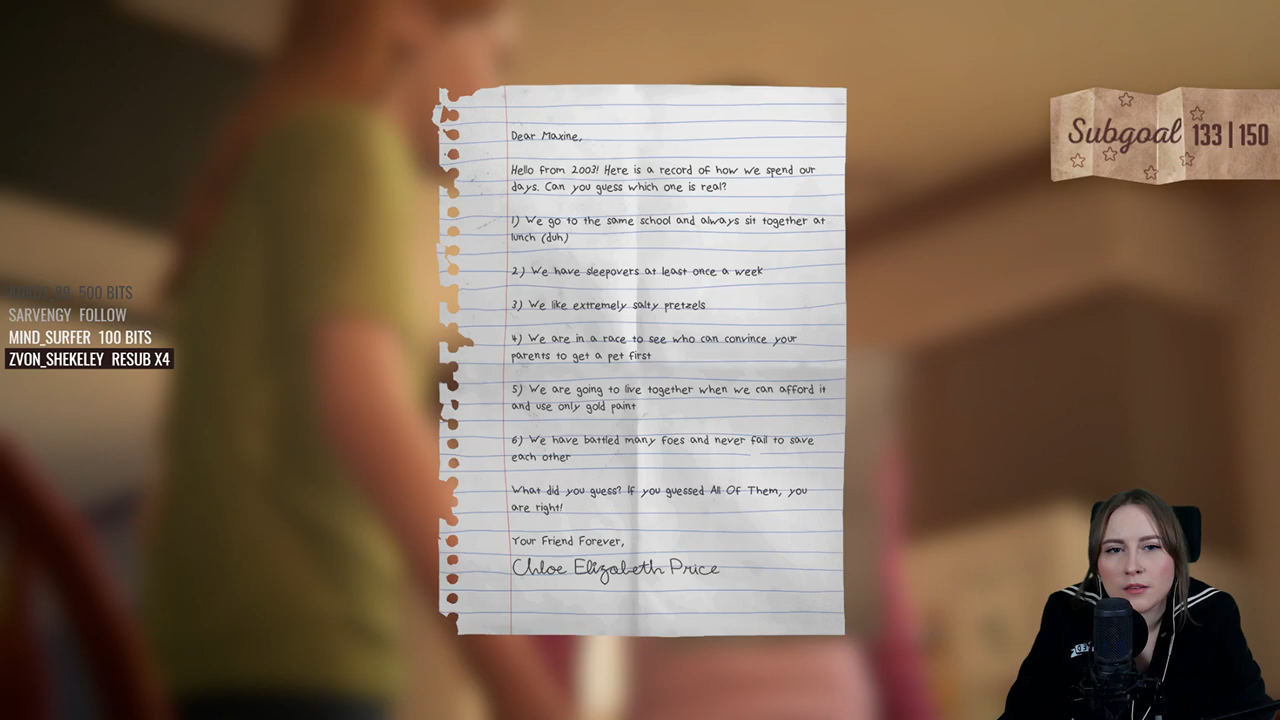 Dear Maxine,
Hello from 2003! Here is a record of how we spend our
days. Can you guess which one is real?
1) We go to the same school and always sit together at
lunch (duh)
2) We have sleepovers at least once a week
3) We like extremely salty pretzels
4) We are in a race to see who can convince your
parents to get a pet first
5) We are going to live together when we can afford it
and use only gold paint
6) We have battled many foes and never fail to save
each other
What did you guess? If you guessed All Of Them, you
are right!
Your Friend Forever,
Chloe Elizabeth Price
Subgoal 133|150
500 BITS
SARVENGY FOLLOW
MIND_SURFER 100 BITS
ZVON_SHEKELEY RESUB X4